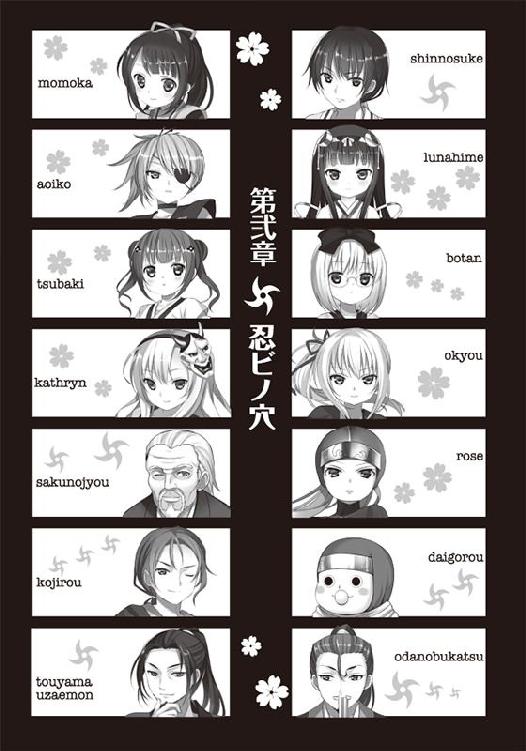 momoka
shinnosuke
aoiko
lunahime
tsubaki
botan
kathryn
okyou
sakunojyou
rose
kojirou
daigorou
touyama
uzaemon
odanobukatsu
第弐章
忍ビノ穴